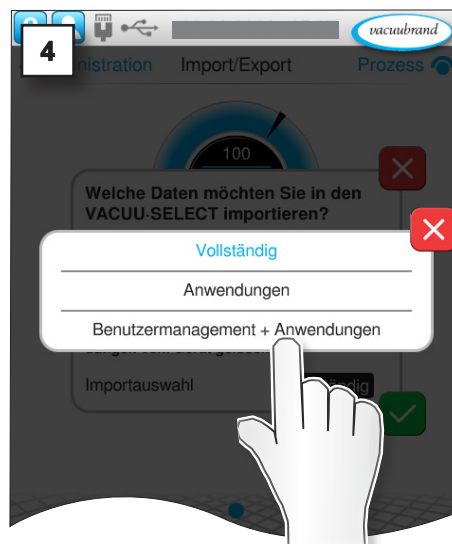 4
vacuubrand
nistration Import/Export Prozess
100
Welche Daten möchten Sie in den
VACUU·SELECT importieren?
Vollständig
Anwendungen
Benutzermanagement + Anwendungen
Importauswahl